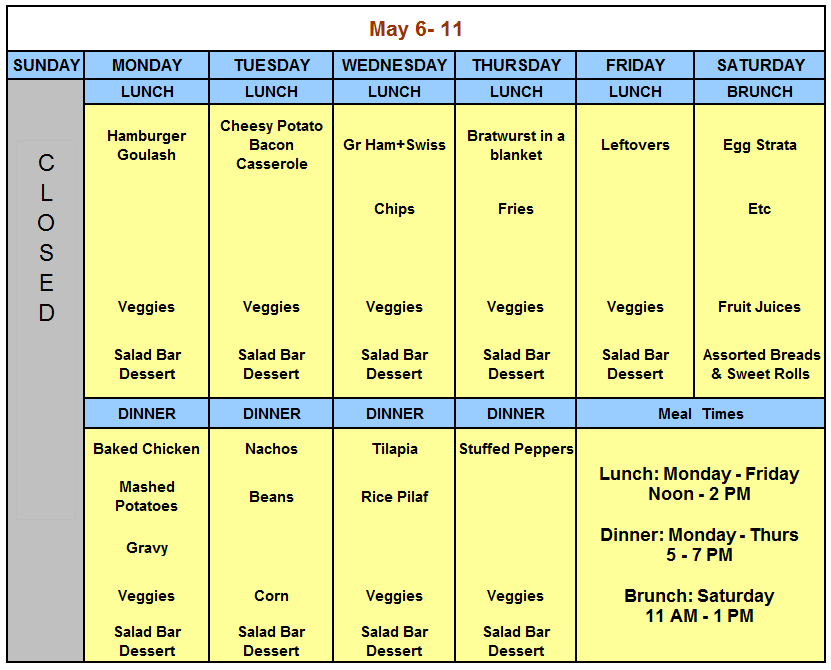 May 6- 11
SUNDAY MONDAY TUESDAY WEDNESDAY THURSDAY FRIDAY SATURDAY
LUNCH LUNCH LUNCH LUNCH LUNCH BRUNCH
C
L
O
S
E
D
Hamburger
Goulash
Veggies
Salad Bar
Dessert
Cheesy Potato
Bacon
Casserole
Veggies
Salad Bar
Dessert
Gr Ham+Swiss
Chips
Veggies
Salad Bar
Dessert
Bratwurst in a
blanket
Fries
Veggies
Salad Bar
Dessert
Leftovers
Veggies
Salad Bar
Dessert
Egg Strata
Etc
Fruit Juices
Assorted Breads
& Sweet Rolls
DINNER DINNER DINNER DINNER Meal Times
Baked Chicken
Mashed
Potatoes
Gravy
Veggies
Salad Bar
Dessert
Nachos
Beans
Corn
Salad Bar
Dessert
Tilapia
Rice Pilaf
Veggies
Salad Bar
Dessert
Stuffed Peppers
Veggies
Salad Bar
Dessert
Lunch: Monday - Friday
Noon - 2 PM
Dinner: Monday - Thurs
5 - 7 PM
Brunch: Saturday
11 AM - 1 PM